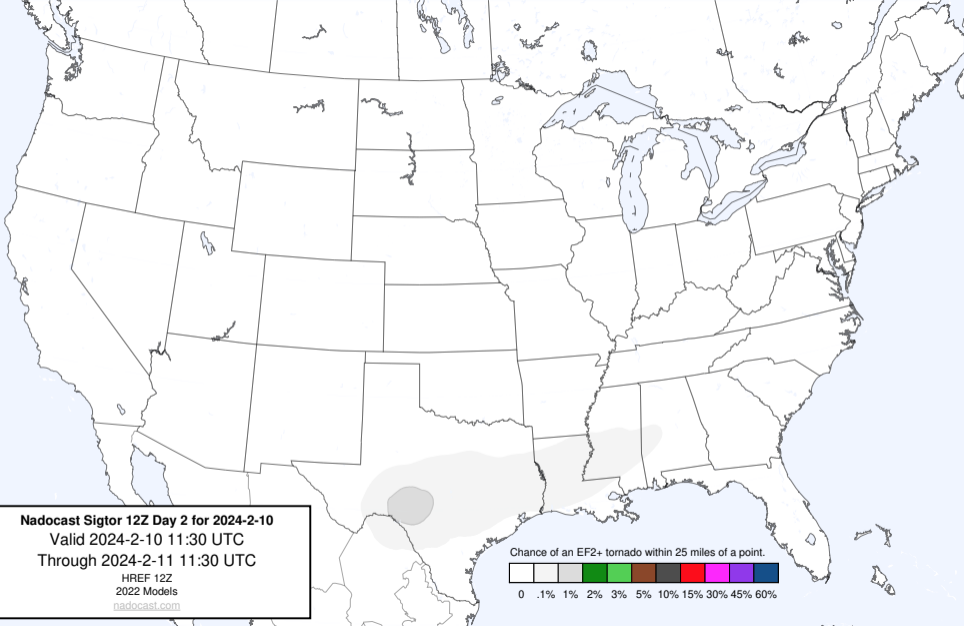 Nadocast Sigtor 12Z Day 2 for 2024-2-10
Valid 2024-2-10 11:30 UTC
Through 2024-2-11 11:30 UTC
HREF 12Z
2022 Models
nadocast.com
Chance of an EF2+ tornado within 25 miles of a point.
0 .1% 1% 2% 3% 5% 10% 15% 30% 45% 60%